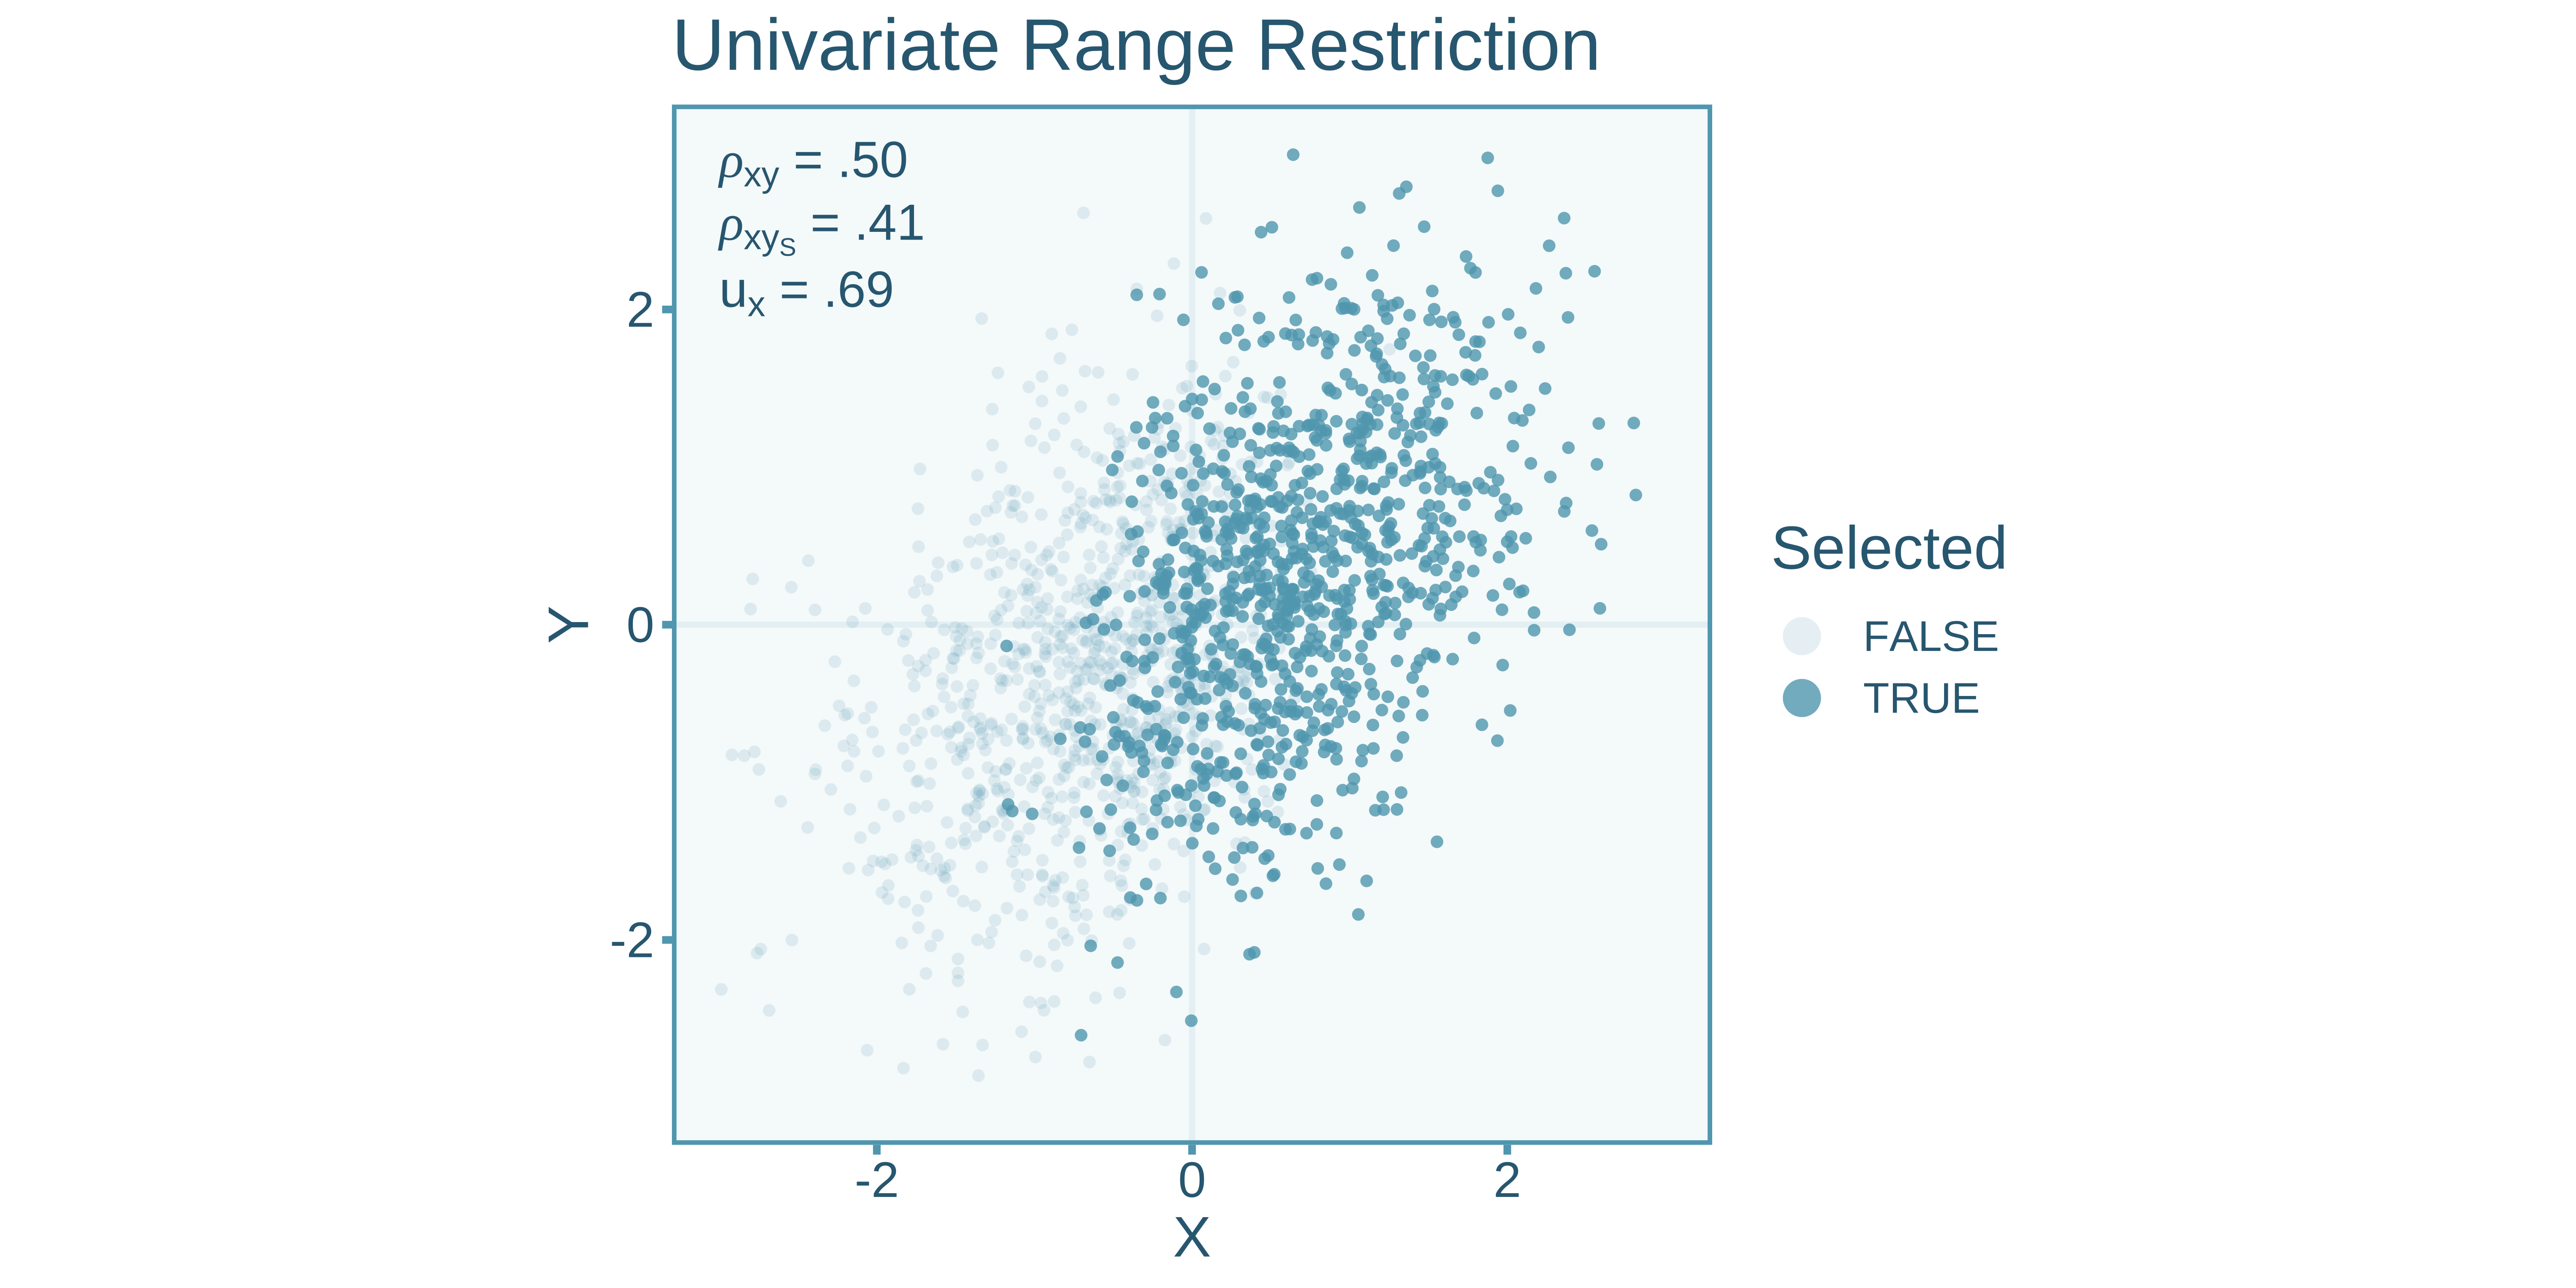 Univariate Range Restriction
ρxy = .50
ρxyS = .41
ux = .69
2
0
-2
Y
-2
0
2
X
Selected
FALSE
TRUE